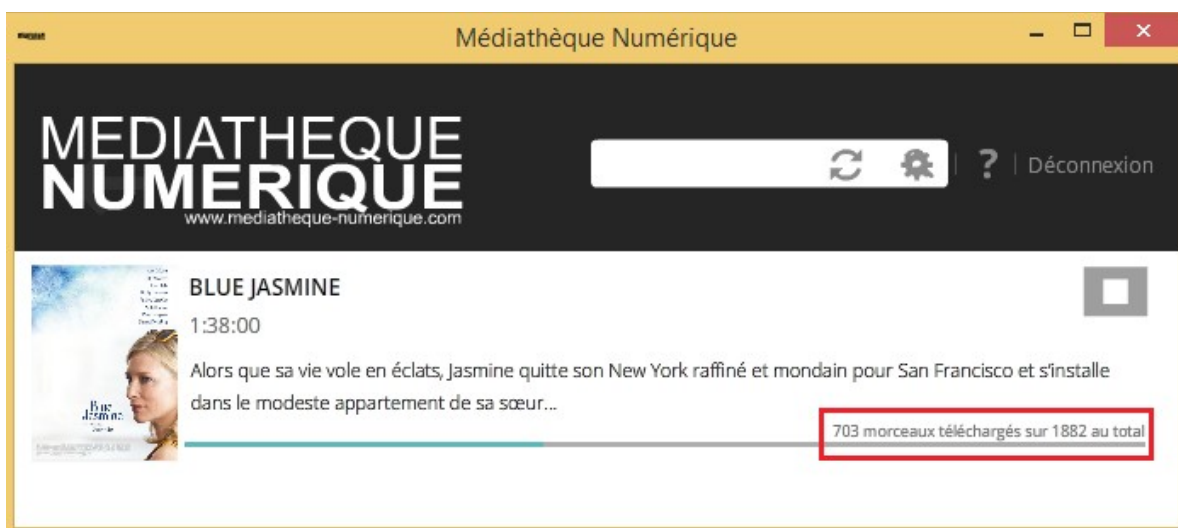 Médiathèque Numérique
MEDIATHEQUE
NUMERIQUE
www.mediatheque-numerique.com
? Déconnexion
BLUE JASMINE
1:38:00
Alors que sa vie vole en éclats, Jasmine quitte son New York raffiné et mondain pour San Francisco et s'installe
dans le modeste appartement de sa sœur...
Blue
Jasmine
703 morceaux téléchargés sur 1882 au total